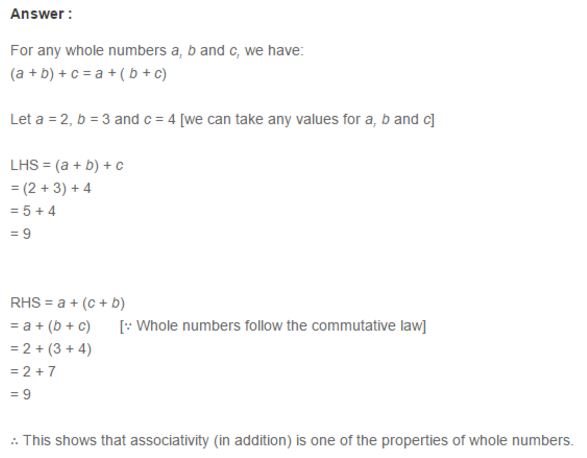 Answer :
For any whole numbers a, b and c, we have:
(a + b) + c = a + ( b + c)
Let a = 2, b = 3 and c = 4 [we can take any values for a, b and c]
LHS = (a + b) + c
= (2 + 3) + 4
= 5 + 4
= 9
RHS = a + (c + b)
= a + (b + c) [∵ Whole numbers follow the commutative law]
= 2 + (3 + 4)
= 2 + 7
= 9
∴ This shows that associativity (in addition) is one of the properties of whole numbers.